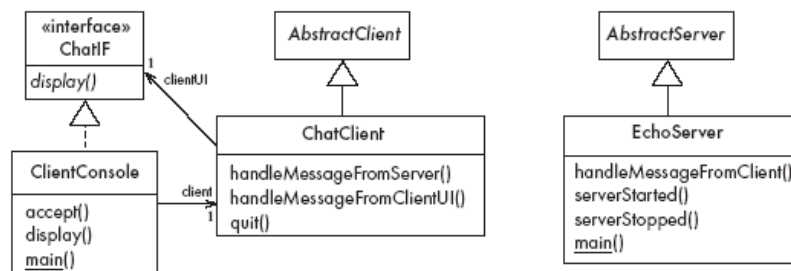 «interface»
ChatIF
display()
1
clientUI
AbstractClient
AbstractServer
ChatClient
handleMessageFromServer()
handleMessageFromClientUI()
quit()
ClientConsole
accept()
display()
main()
client
1
EchoServer
handleMessageFromClient()
serverStarted()
serverStopped()
main()